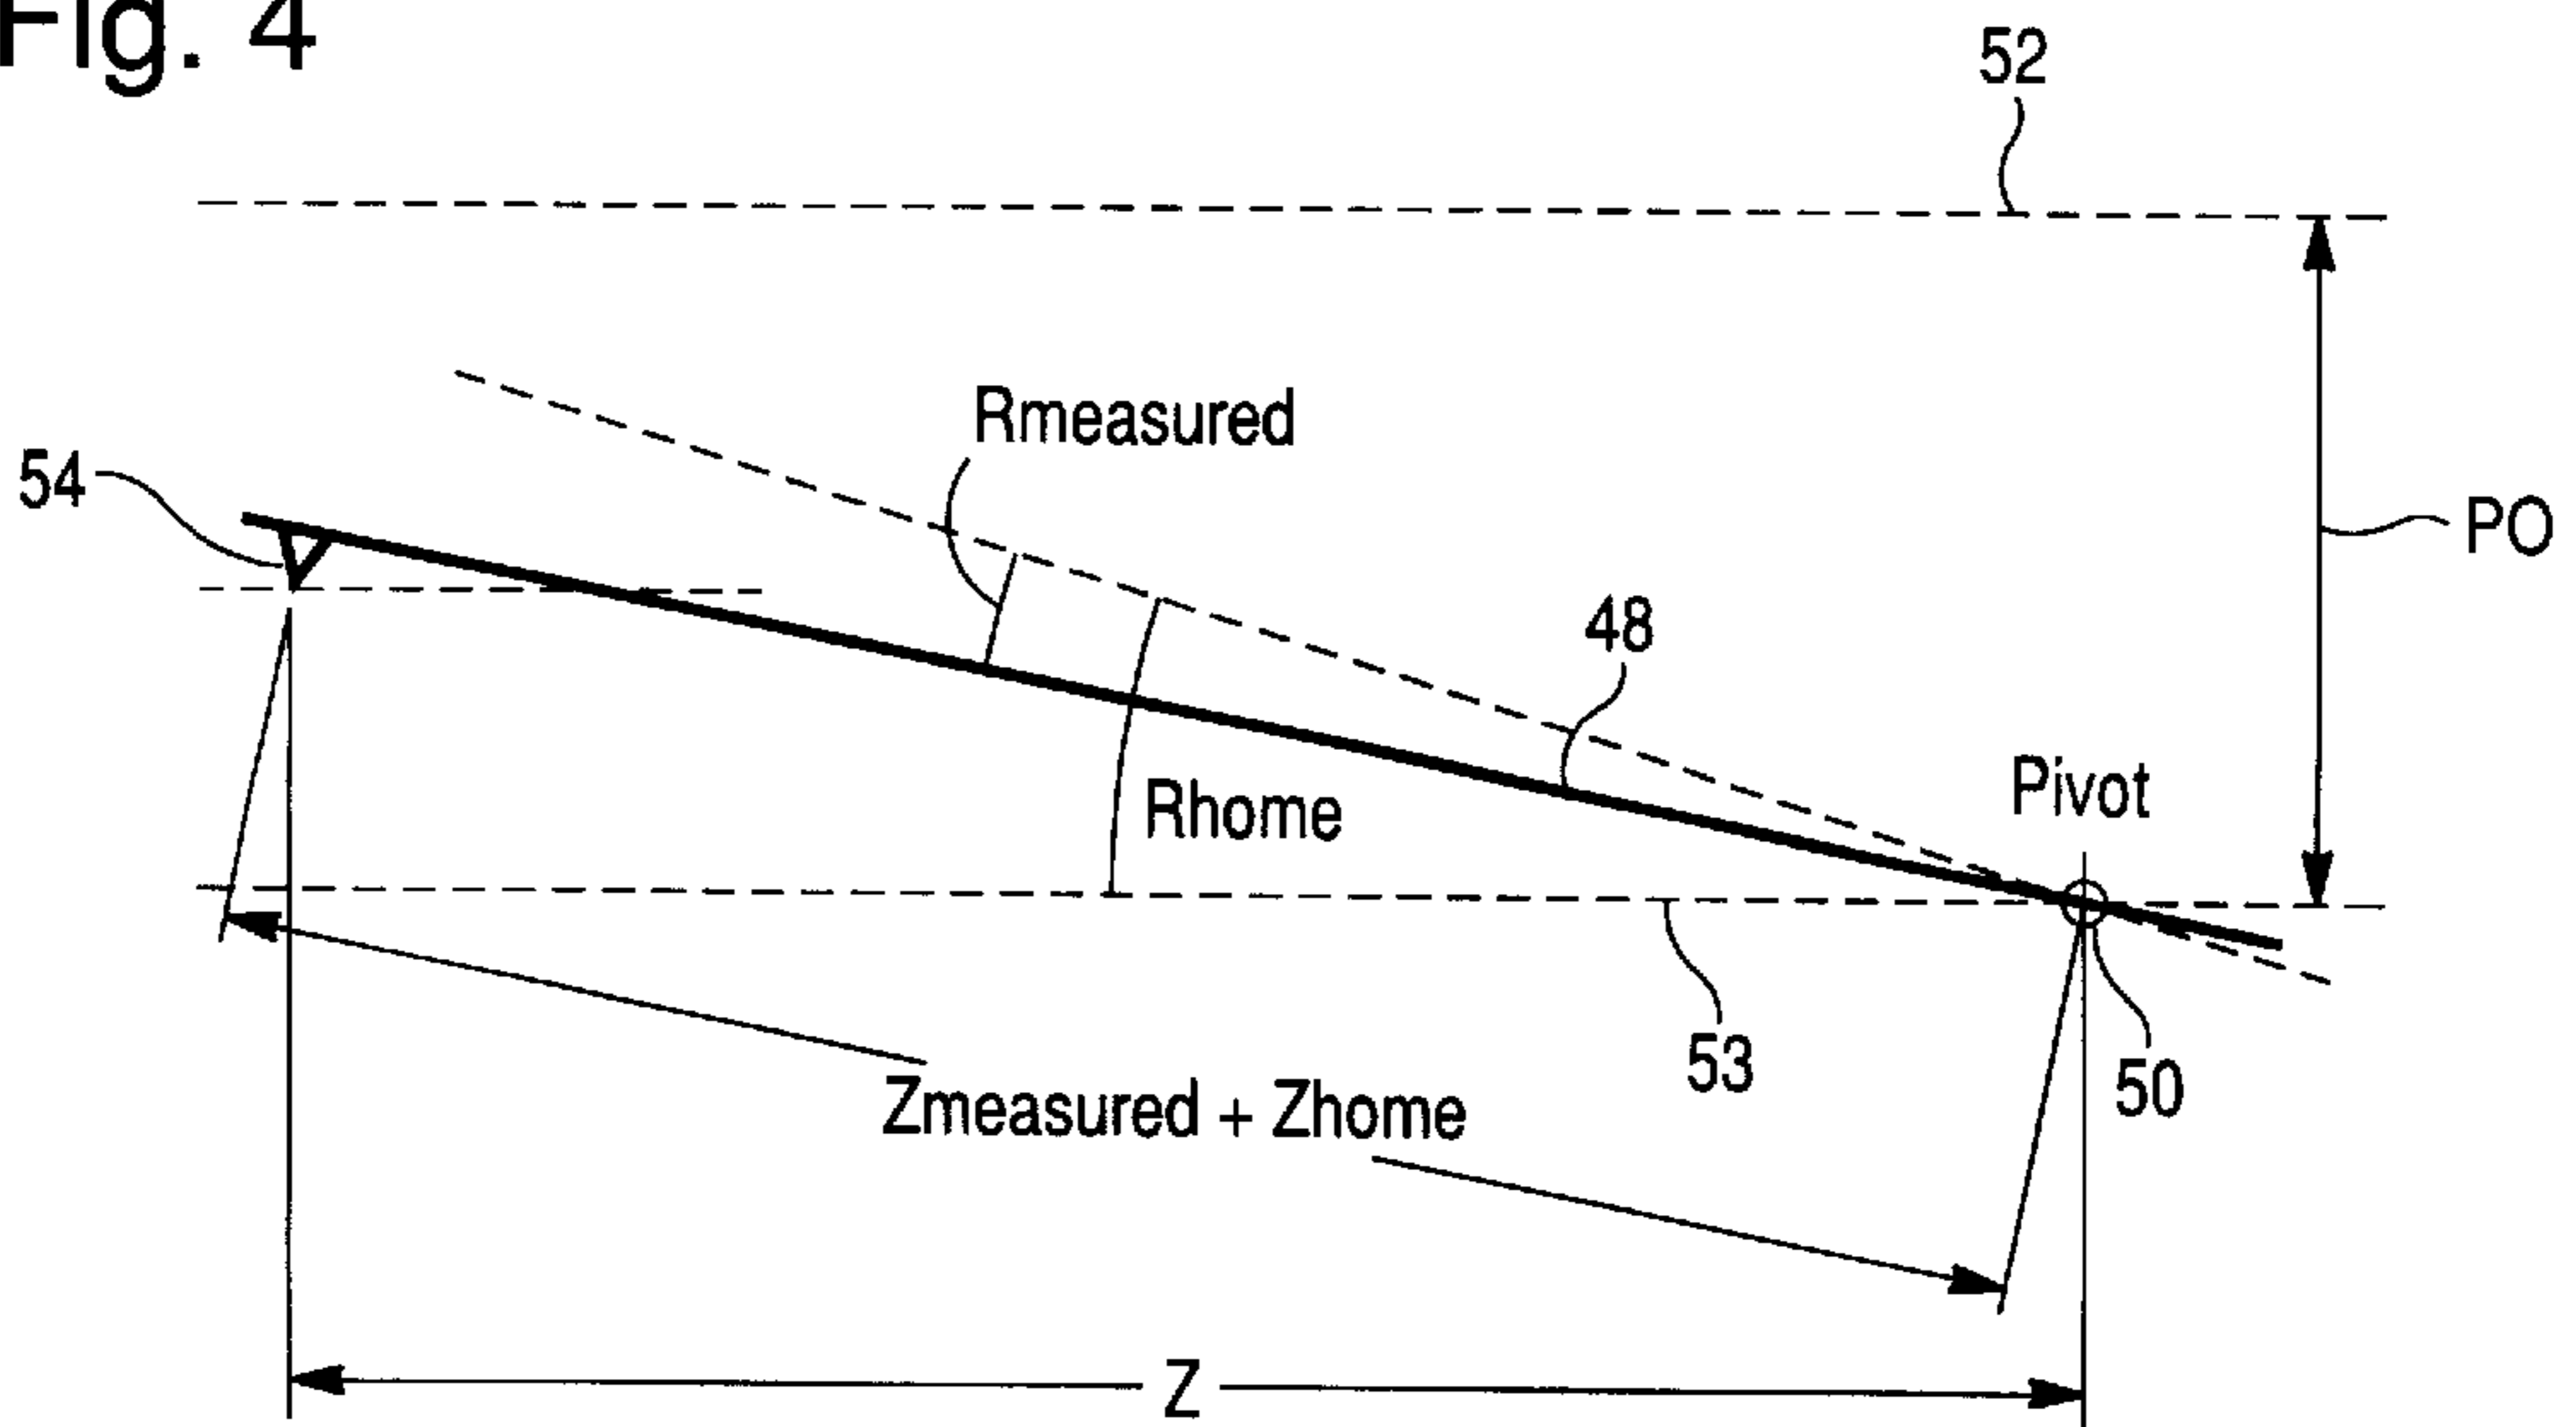 Fig. 4
52
Rmeasured
54
PO
48
Pivot
Rhome
53
50
Zmeasured + Zhome
Z